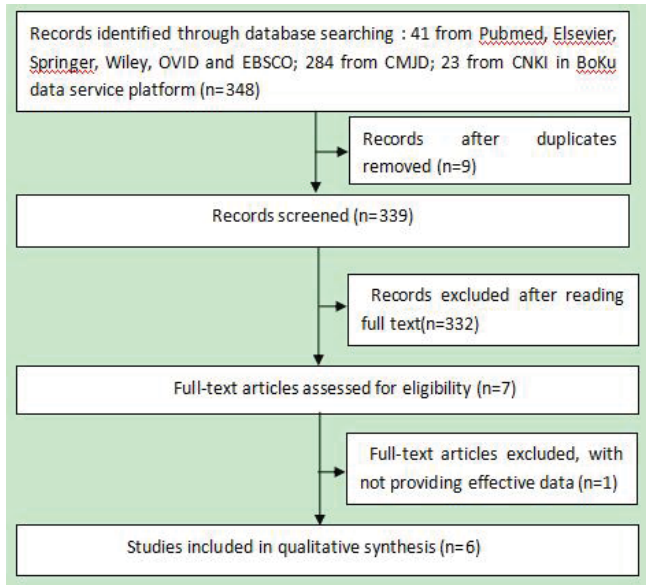 Records identified through database searching : 41 from Pubmed, Elsevier,
Springer, Wiley, OVID and EBSCO; 284 from CMJD; 23 from CNKI in BoKu
data service platform (n=348)
Records after duplicates
removed (n=9)
Records screened (n=339)
Records excluded after reading
full text(n=332)
Full-text articles assessed for eligibility (n=7)
Full-text articles excluded, with
not providing effective data (n=1)
Studies included in qualitative synthesis (n=6)